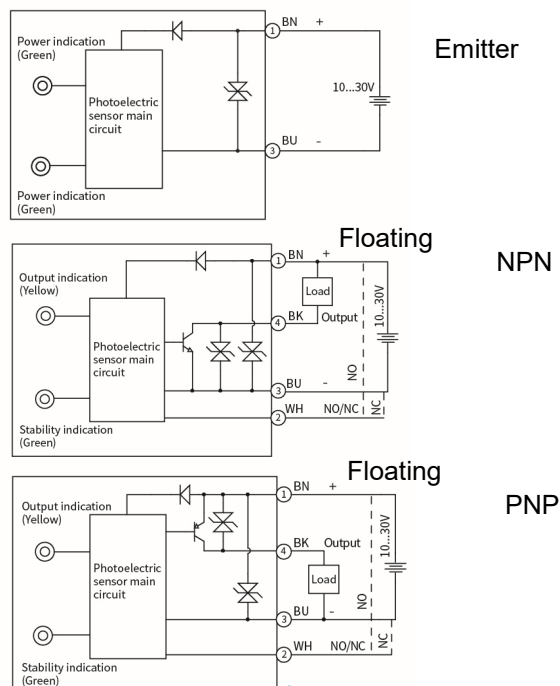 Power indication
(Green)
Photoelectric
sensor main
circuit
Power indication
(Green)
1 BN +
10...30V
3 BU -
Emitter
Floating
NPN
Output indication
(Yellow)
Photoelectric
sensor main
circuit
Stability indication
(Green)
1 BN +
Load
4 BK Output
10...30V
NO
3 BU -
2 WH NO/NC NC
Floating
PNP
Output indication
(Yellow)
Photoelectric
sensor main
circuit
Stability indication
(Green)
1 BN +
4 BK Output
10...30V
Load
NO
3 BU -
2 WH NO/NC NC